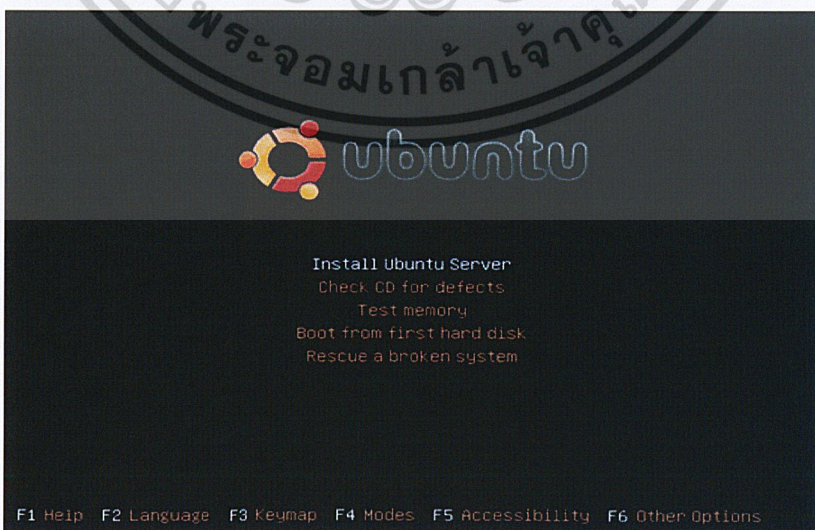 พระจอมเกล้าเจ้าคุ
ubuntu
Install Ubuntu Server
Check CD for defects
Test memory
Boot from first hard disk
Rescue a broken system
F1 Help F2 Language F3 Keymap F4 Modes F5 Accessibility F6 Other Options